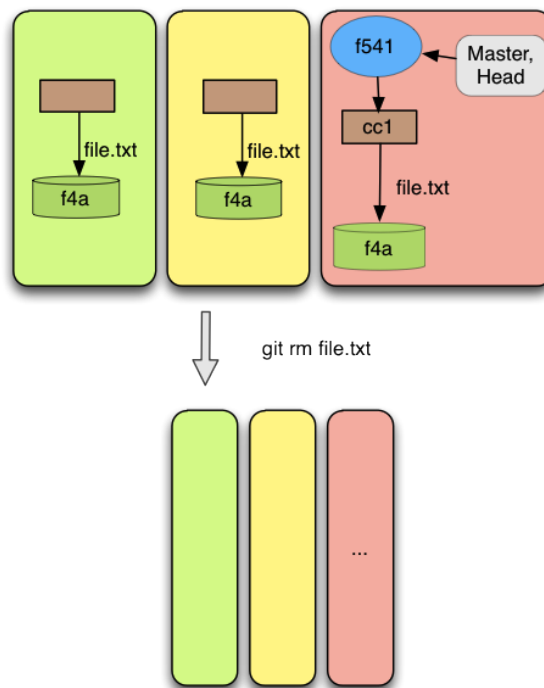 f541
Master,
Head
cc1
file.txt
file.txt
file.txt
f4a
f4a
f4a
git rm file.txt
...